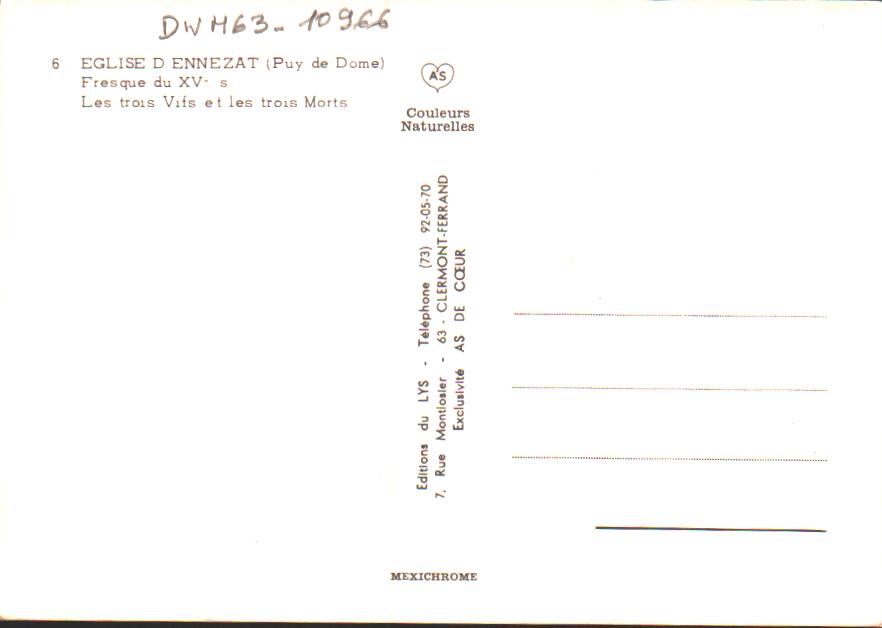 DWM63-10966
6 EGLISE D ENNEZAT (Puy de Dome)
Fresque du XV- s
Les trois Vifs et les trois Morts
AS
Couleurs
Naturelles
Editions du LYS - Téléphone (73) 92-05-70
7, Rue Montlosier - 63 - CLERMONT-FERRAND
Exclusivité AS DE CŒUR
MEXICHROME